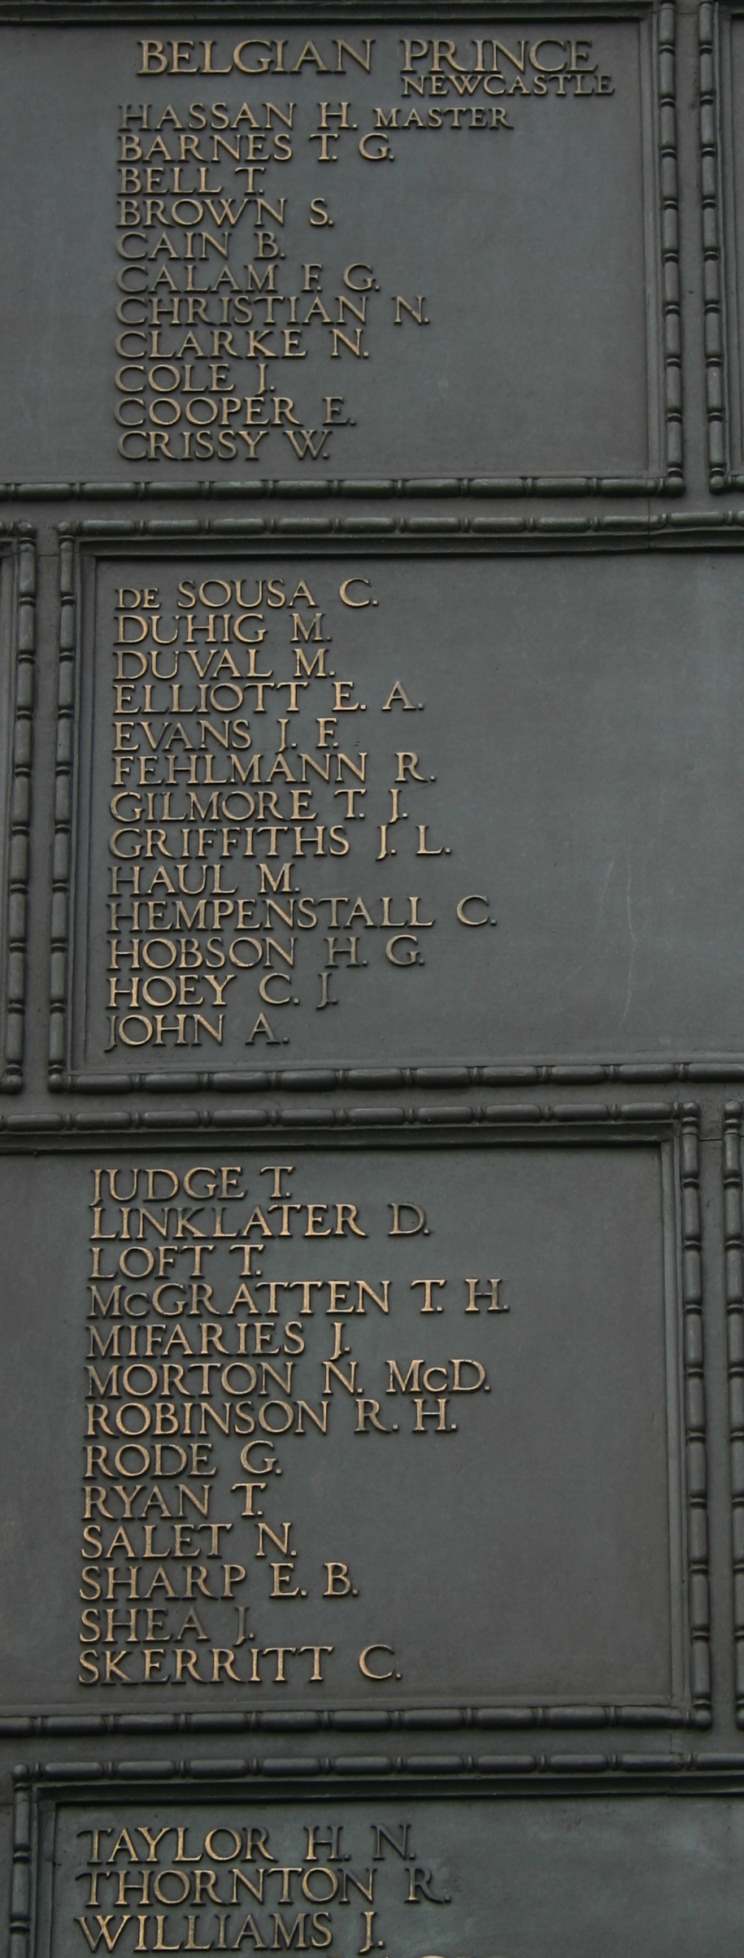 BELGIAN PRINCE
NEWCASTLE
HASSAN H. MASTER
BARNES T. G.
BELL T.
BROWN S.
CAIN B.
CALAM F. G.
CHRISTIAN N.
CLARKE N.
COLE J.
COOPER E.
CRISSY W.
DE SOUSA C.
DUHIG M.
DUVAL M.
ELLIOTT E. A.
EVANS J. F.
FEHLMANN R.
GILMORE T. J.
GRIFFITHS J. L.
HAUL M.
HEMPENSTALL C.
HOBSON H. G.
HOEY C. J.
JOHN A.
JUDGE T.
LINKLATER D.
LOFT T.
McGRATTEN T. H.
MIFARIES J.
MORTON N. McD.
ROBINSON R. H.
RODE G.
RYAN T.
SALET N.
SHARP E. B.
SHEA J.
SKERRITT C.
TAYLOR H. N.
THORNTON R.
WILLIAMS J.